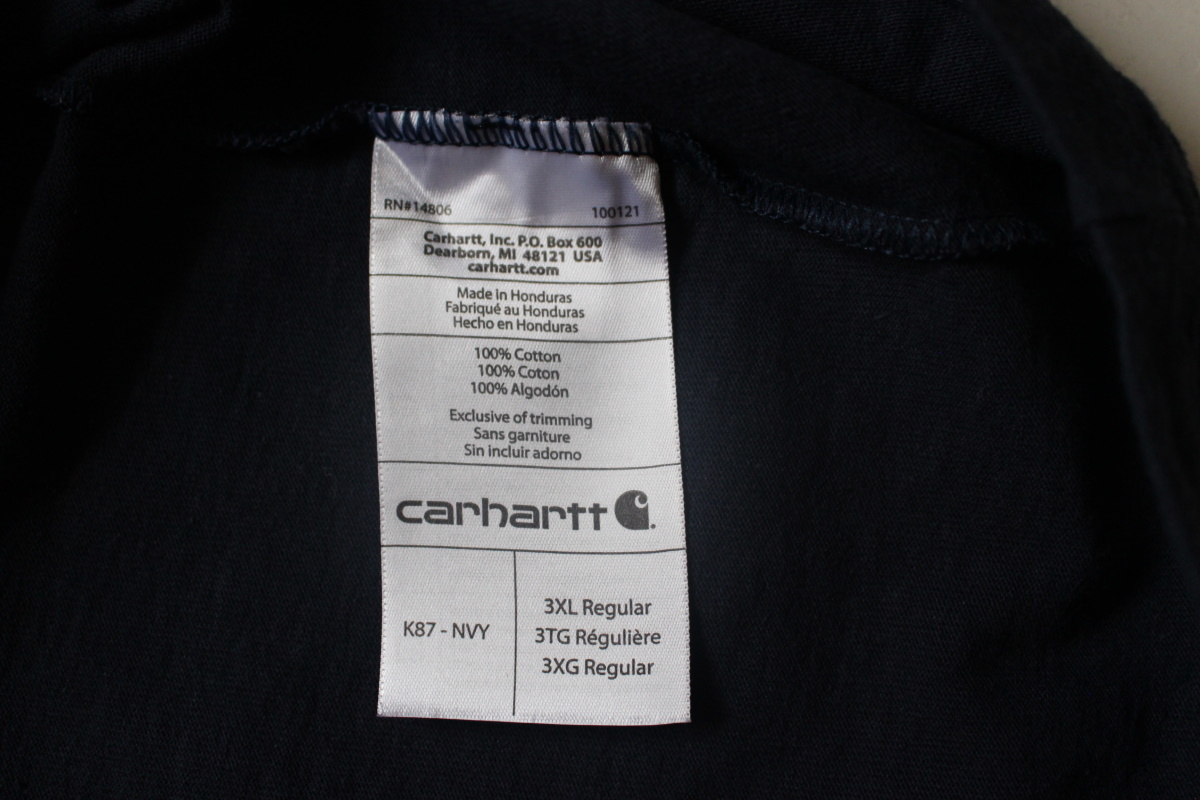 RN#14806 100121
Carhartt, Inc. P.O. Box 600
Dearborn, MI 48121 USA
carhartt.com
Made in Honduras
Fabriqué au Honduras
Hecho en Honduras
100% Cotton
100% Coton
100% Algodón
Exclusive of trimming
Sans garniture
Sin incluir adorno
carhartt
K87 - NVY
3XL Regular
3TG Régulière
3XG Regular